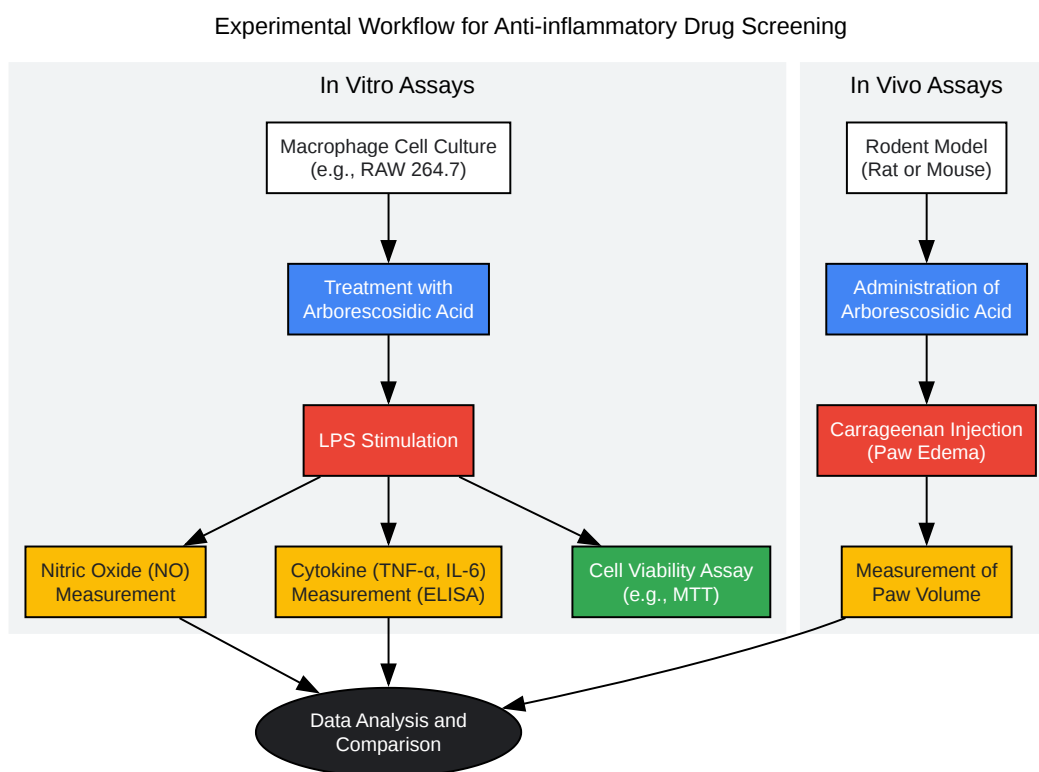 Experimental Workflow for Anti-inflammatory Drug Screening
In Vitro Assays
Macrophage Cell Culture
(e.g., RAW 264.7)
Treatment with
Arborescosidic Acid
LPS Stimulation
Nitric Oxide (NO)
Measurement
Cytokine (TNF-α, IL-6)
Measurement (ELISA)
Cell Viability Assay
(e.g., MTT)
In Vivo Assays
Rodent Model
(Rat or Mouse)
Administration of
Arborescosidic Acid
Carrageenan Injection
(Paw Edema)
Measurement of
Paw Volume
Data Analysis and
Comparison